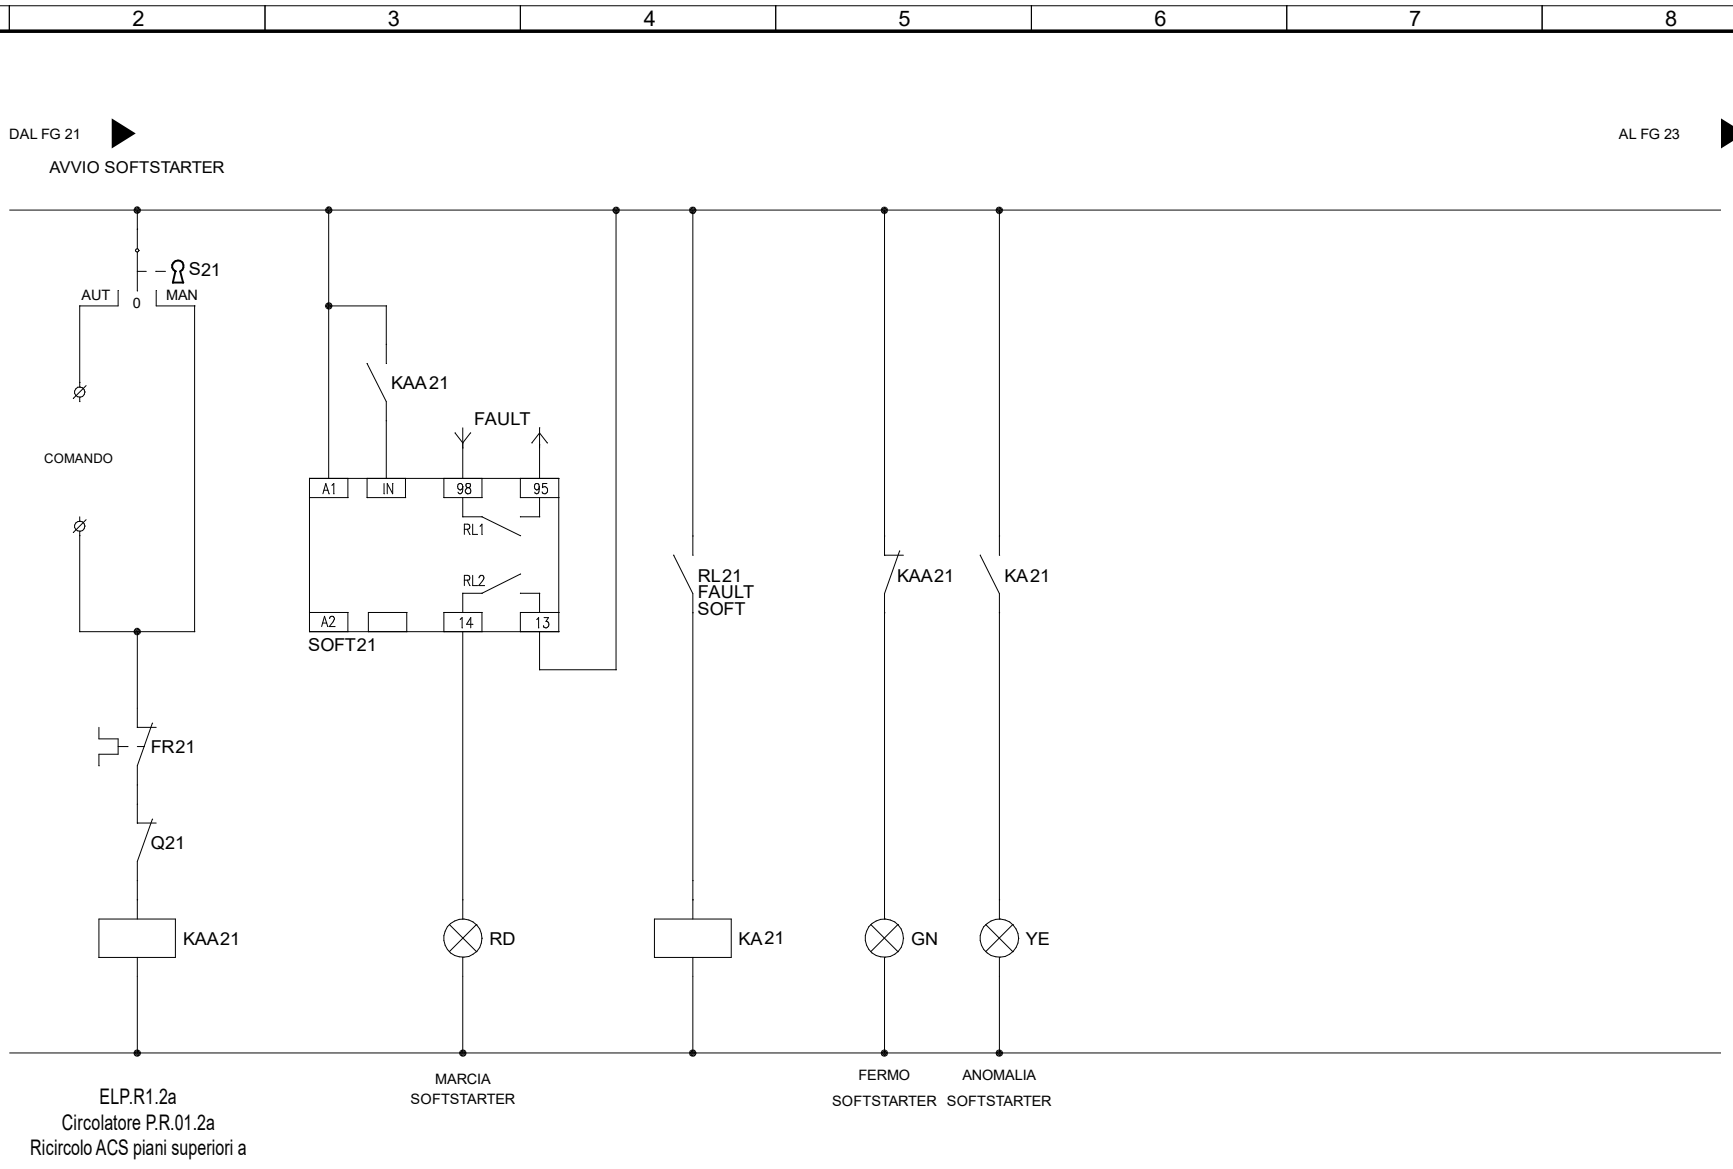 2 3 4 5 6 7 8
DAL FG 21
AL FG 23
AVVIO SOFTSTARTER
S21
AUT 0 MAN
KAA21
FAULT
COMANDO
A1 IN 98 95
RL1
RL2
A2 14 13
SOFT21
RL21
FAULT
SOFT
KAA21
KA21
FR21
Q21
KAA21
RD
KA21
GN
YE
MARCIA
SOFTSTARTER
FERMO
SOFTSTARTER
ANOMALIA
SOFTSTARTER
ELP.R1.2a
Circolatore P.R.01.2a
Ricircolo ACS piani superiori a